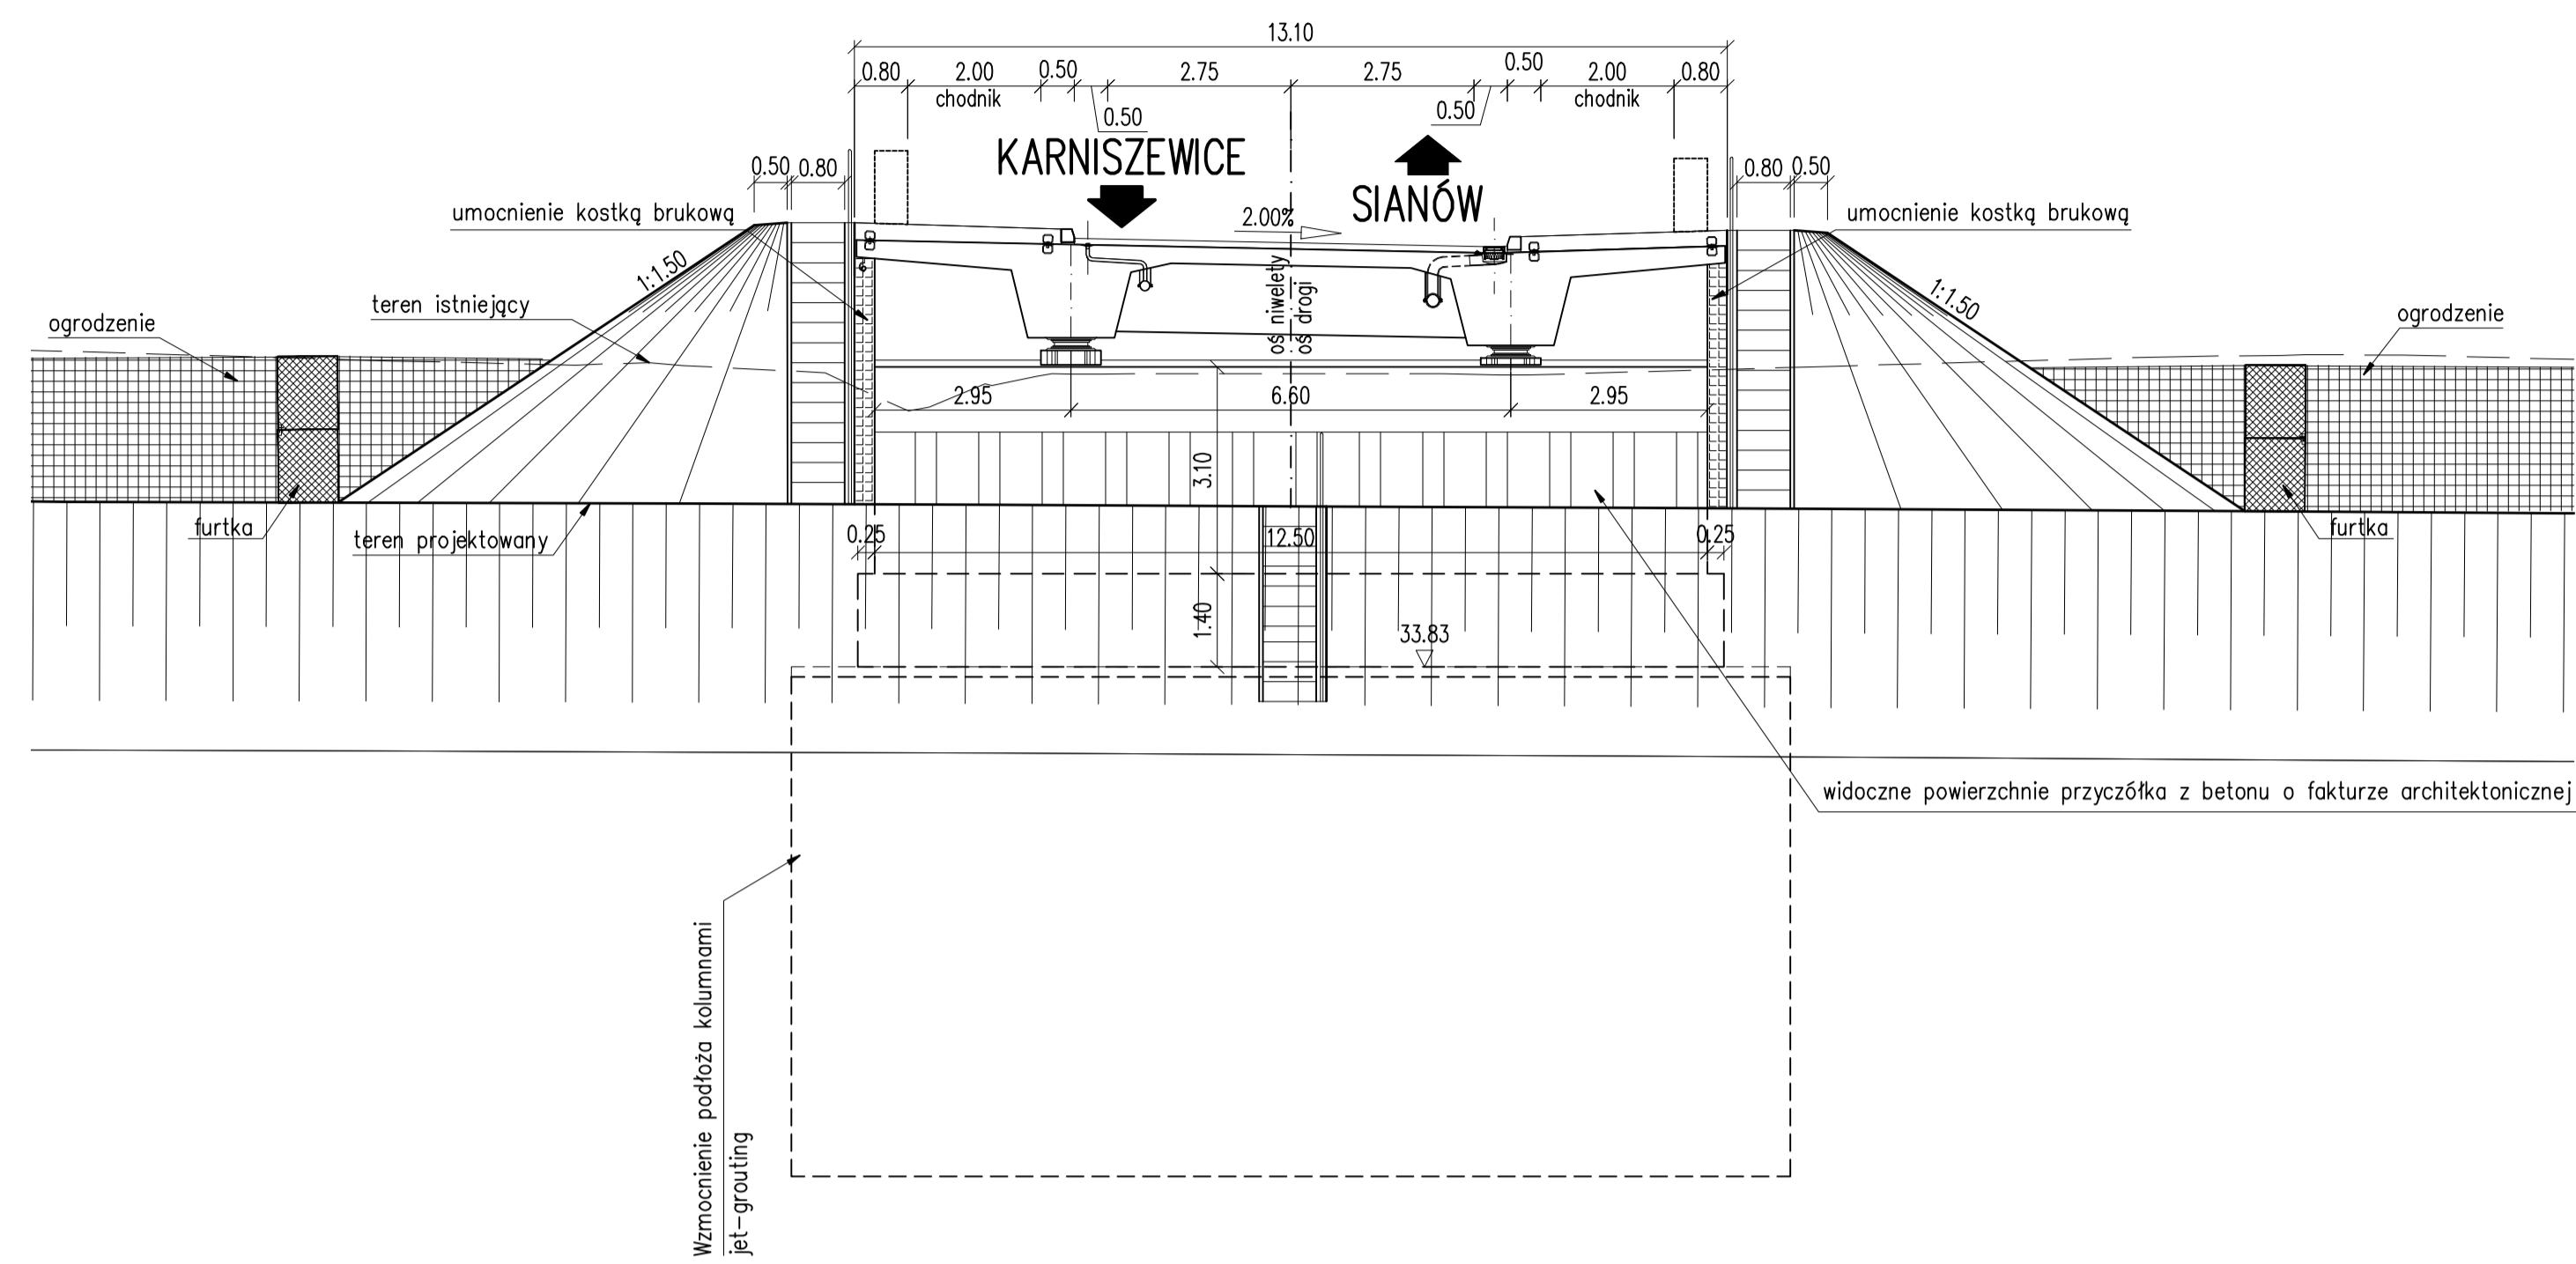 13.10
0.80 2.00 0.50 2.75 2.75 0.50 2.00 0.80
chodnik chodnik
0.50 0.50
KARNISZEWICE
SIANÓW
0.50 0.80 0.80 0.50
umocnienie kostką brukową
2.00%
umocnienie kostką brukową
1:1.50
1:1.50
teren istniejący
ogrodzenie
ogrodzenie
oś niwelety
oś drogi
2.95 6.60 2.95
3.10
furtka
teren projektowany
furtka
0.25 12.50 0.25
1.40
33.83
widoczne powierzchnie przyczółka z betonu o fakturze architektonicznej
Wzmocnienie podłoża kolumnami
jet-grouting